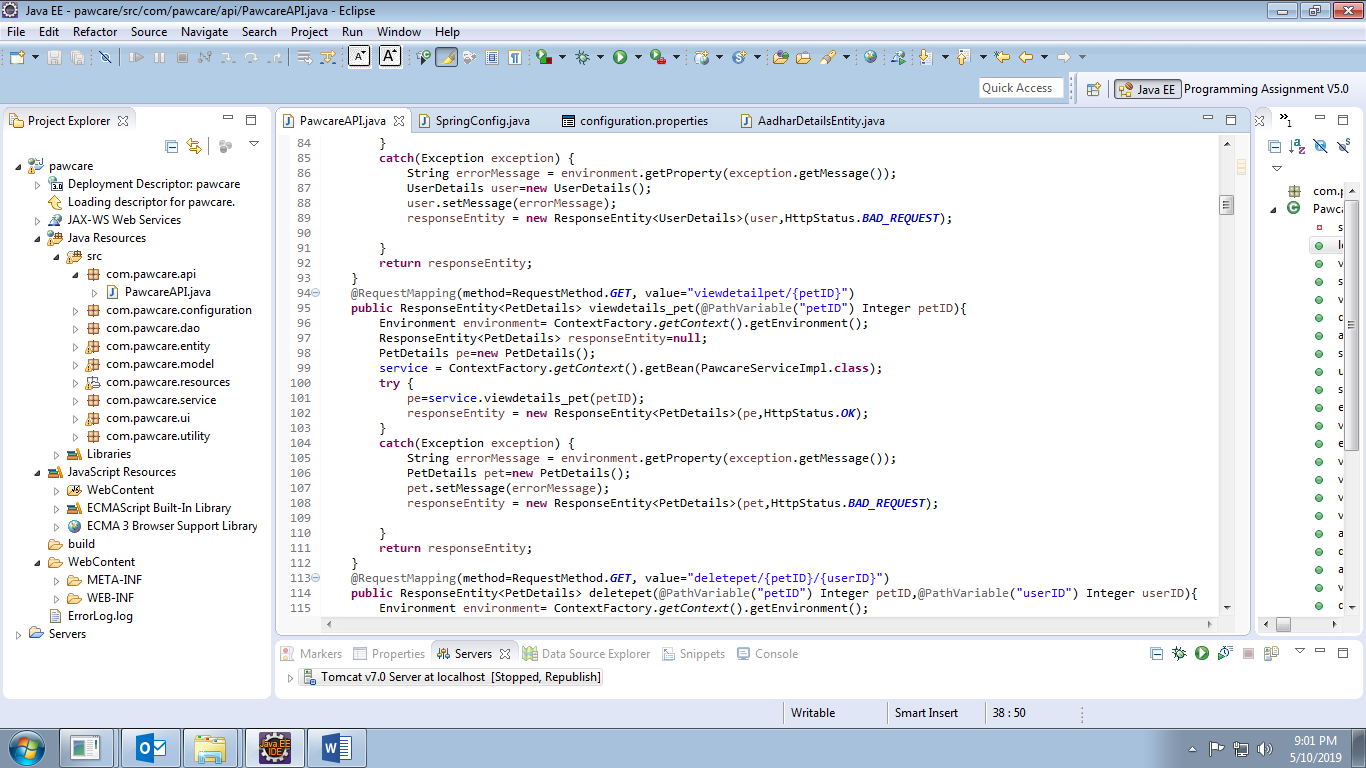 Java EE - pawcare/src/com/pawcare/api/PawcareAPI.java - Eclipse
File Edit Refactor Source Navigate Search Project Run Window Help
Quick Access Java EE Programming Assignment V5.0
Project Explorer
pawcare
Deployment Descriptor: pawcare
Loading descriptor for pawcare.
JAX-WS Web Services
Java Resources
src
com.pawcare.api
PawcareAPI.java
com.pawcare.configuration
com.pawcare.dao
com.pawcare.entity
com.pawcare.model
com.pawcare.resources
com.pawcare.service
com.pawcare.ui
com.pawcare.utility
Libraries
JavaScript Resources
WebContent
ECMAScript Built-In Library
ECMA 3 Browser Support Library
build
WebContent
META-INF
WEB-INF
ErrorLog.log
Servers
PawcareAPI.java SpringConfig.java configuration.properties AadharDetailsEntity.java
84 }
85 catch(Exception exception) {
86 String errorMessage = environment.getProperty(exception.getMessage());
87 UserDetails user=new UserDetails();
88 user.setMessage(errorMessage);
89 responseEntity = new ResponseEntity<UserDetails>(user,HttpStatus.BAD_REQUEST);
90
91 }
92 return responseEntity;
93 }
94 @RequestMapping(method=RequestMethod.GET, value="viewdetailpet/{petID}")
95 public ResponseEntity<PetDetails> viewdetails_pet(@PathVariable("petID") Integer petID){
96 Environment environment= ContextFactory.getContext().getEnvironment();
97 ResponseEntity<PetDetails> responseEntity=null;
98 PetDetails pe=new PetDetails();
99 service = ContextFactory.getContext().getBean(PawcareServiceImpl.class);
100 try {
101 pe=service.viewdetails_pet(petID);
102 responseEntity = new ResponseEntity<PetDetails>(pe,HttpStatus.OK);
103 }
104 catch(Exception exception) {
105 String errorMessage = environment.getProperty(exception.getMessage());
106 PetDetails pet=new PetDetails();
107 pet.setMessage(errorMessage);
108 responseEntity = new ResponseEntity<PetDetails>(pet,HttpStatus.BAD_REQUEST);
109
110 }
111 return responseEntity;
112 }
113 @RequestMapping(method=RequestMethod.GET, value="deletepet/{petID}/{userID}")
114 public ResponseEntity<PetDetails> deletepet(@PathVariable("petID") Integer petID,@PathVariable("userID") Integer userID){
115 Environment environment= ContextFactory.getContext().getEnvironment();
1
com.p
Pawca
Markers Properties Servers Data Source Explorer Snippets Console
Tomcat v7.0 Server at localhost [Stopped, Republish]
Writable Smart Insert 38 : 50
9:01 PM
5/10/2019